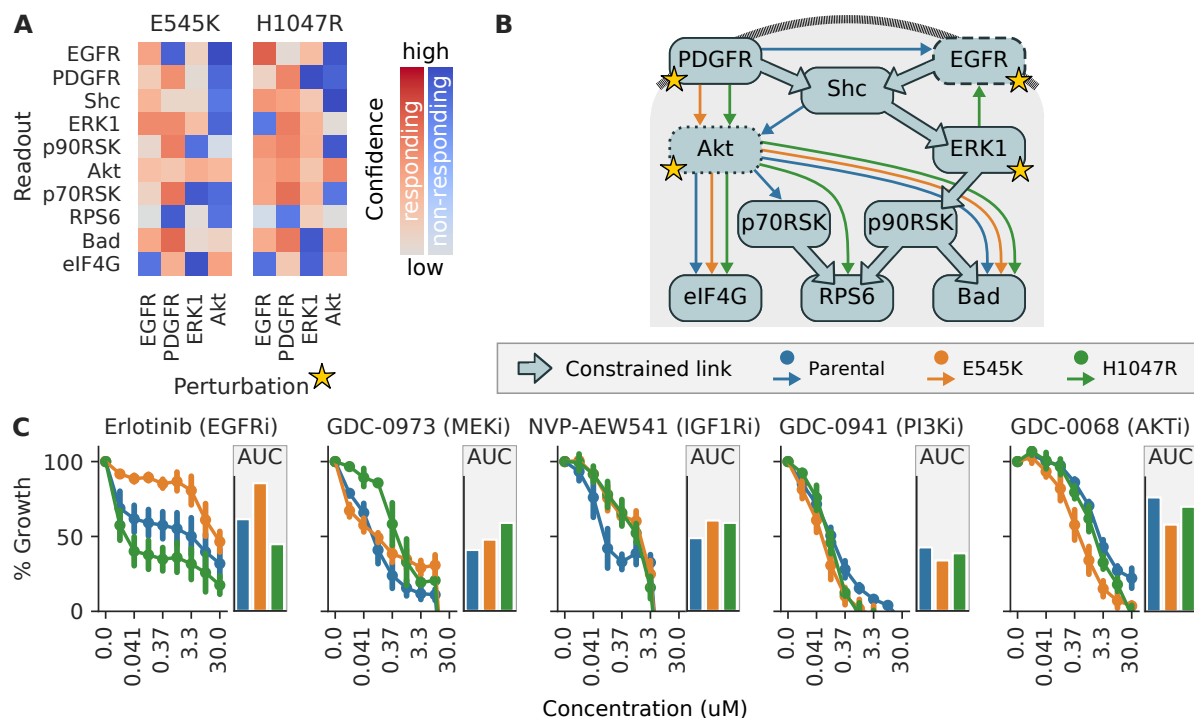 A
E545K
H1047R
Readout
EGFR
PDGFR
Shc
ERK1
p90RSK
Akt
p70RSK
RPS6
Bad
eIF4G
EGFR
PDGFR
ERK1
Akt
EGFR
PDGFR
ERK1
Akt
Perturbation
high
Confidence
responding
non-responding
low
B
PDGFR
EGFR
Shc
Akt
ERK1
p70RSK
p90RSK
eIF4G
RPS6
Bad
Constrained link
Parental
E545K
H1047R
C
Erlotinib (EGFRi)
GDC-0973 (MEKi)
NVP-AEW541 (IGF1Ri)
GDC-0941 (PI3Ki)
GDC-0068 (AKTi)
% Growth
100
50
0
AUC
AUC
AUC
AUC
AUC
0.0
0.041
0.37
3.3
30.0
0.0
0.041
0.37
3.3
30.0
0.0
0.041
0.37
3.3
30.0
0.0
0.041
0.37
3.3
30.0
0.0
0.041
0.37
3.3
30.0
Concentration (uM)